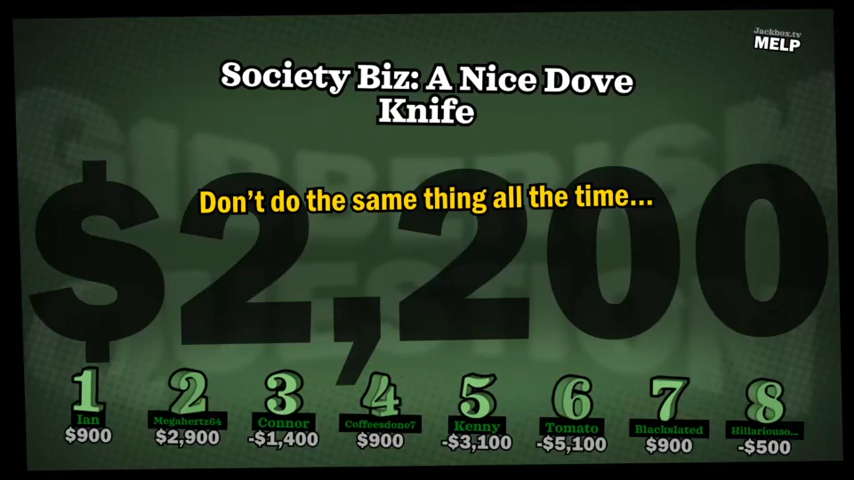 Jackbox.tv
MELP
Society Biz: A Nice Dove
Knife
GIBBERISH
QUESTION
Don't do the same thing all the time...
$2,200
1 2 3 4 5 6 7 8
Ian Megahertz64 Connor Coffeesdone7 Kenny Tomato Blackslated Hillariouso...
$900 $2,900 -$1,400 $900 -$3,100 -$5,100 $900 -$500